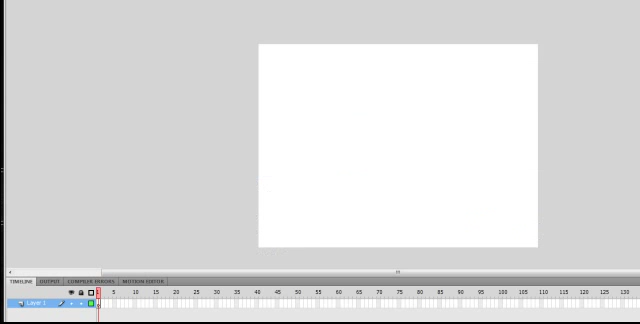 TIMELINE OUTPUT COMPILER ERRORS MOTION EDITOR
5 10 15 20 25 30 35 40 45 50 55 60 65 70 75 80 85 90 95 100 105 110 115 120 125 130
Layer 1